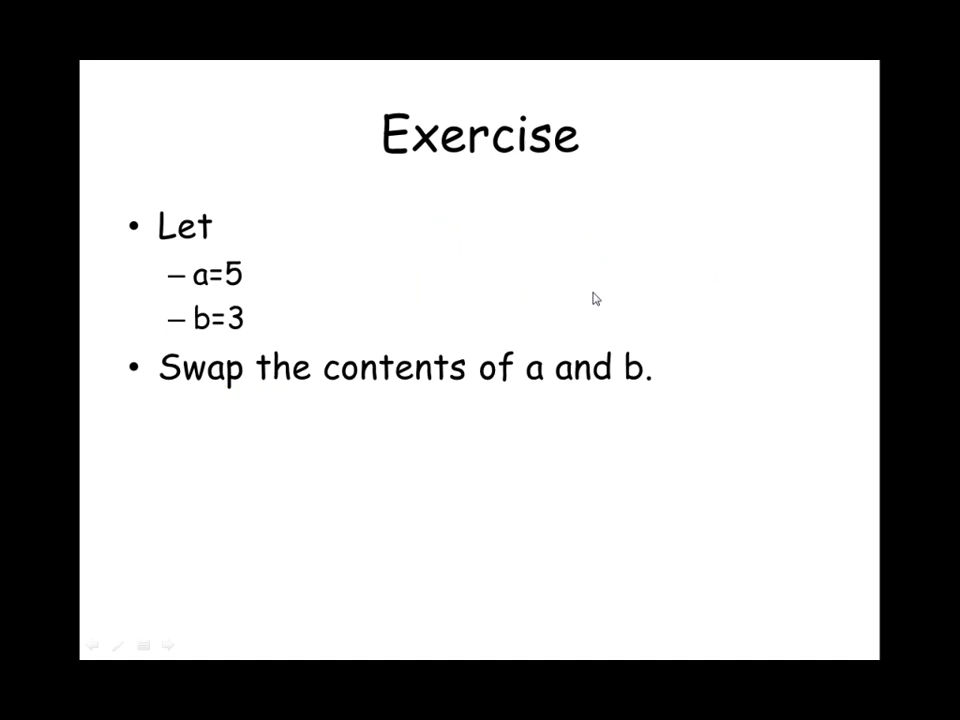 Exercise
• Let
– a=5
– b=3
• Swap the contents of a and b.